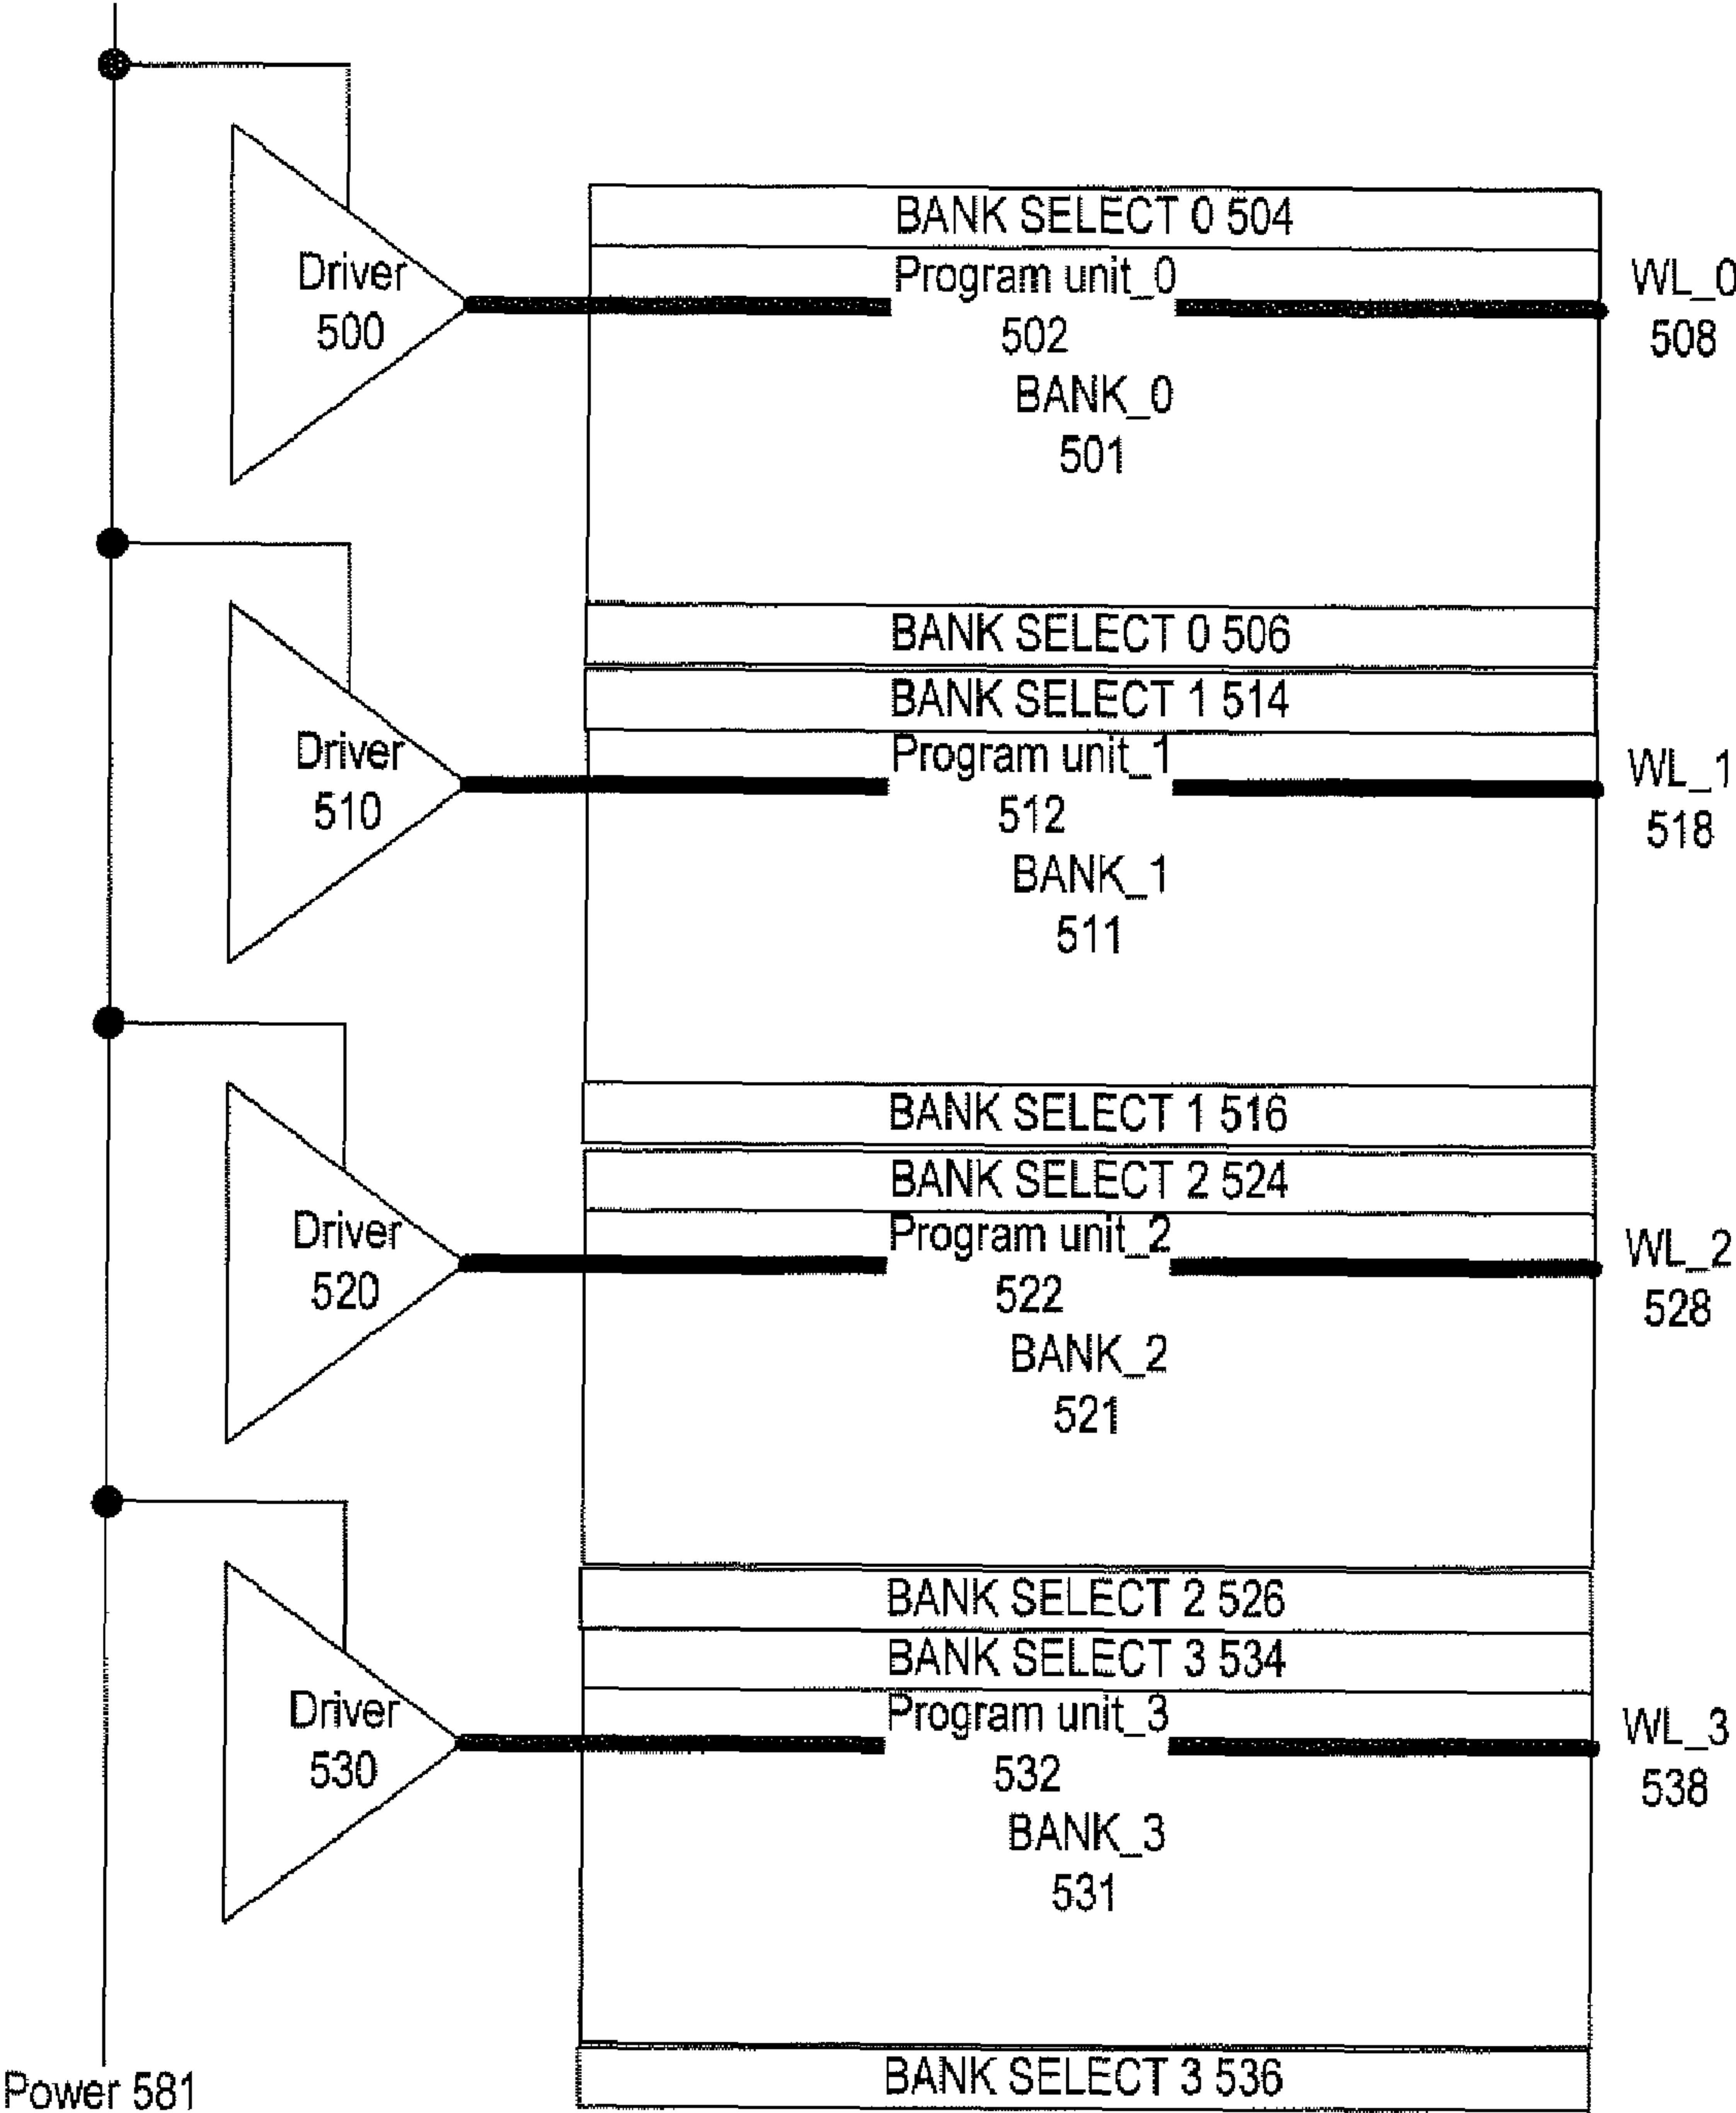 BANK SELECT 0 504
Driver
500
Program unit_0
502
BANK_0
501
WL_0
508
BANK SELECT 0 506
BANK SELECT 1 514
Driver
510
Program unit_1
512
BANK_1
511
WL_1
518
BANK SELECT 1 516
BANK SELECT 2 524
Driver
520
Program unit_2
522
BANK_2
521
WL_2
528
BANK SELECT 2 526
BANK SELECT 3 534
Driver
530
Program unit_3
532
BANK_3
531
WL_3
538
BANK SELECT 3 536
Power 581